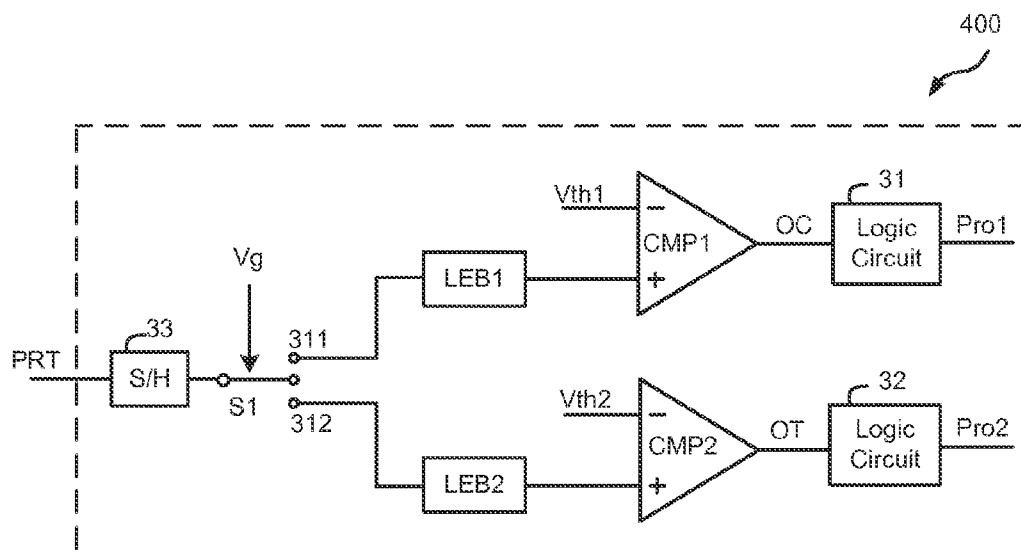 400
31
Vth1
−
OC
Logic
Circuit
Pro1
CMP1
Vg
LEB1
+
33
311
PRT
S/H
S1
312
32
Vth2
−
OT
Logic
Circuit
Pro2
CMP2
LEB2
+